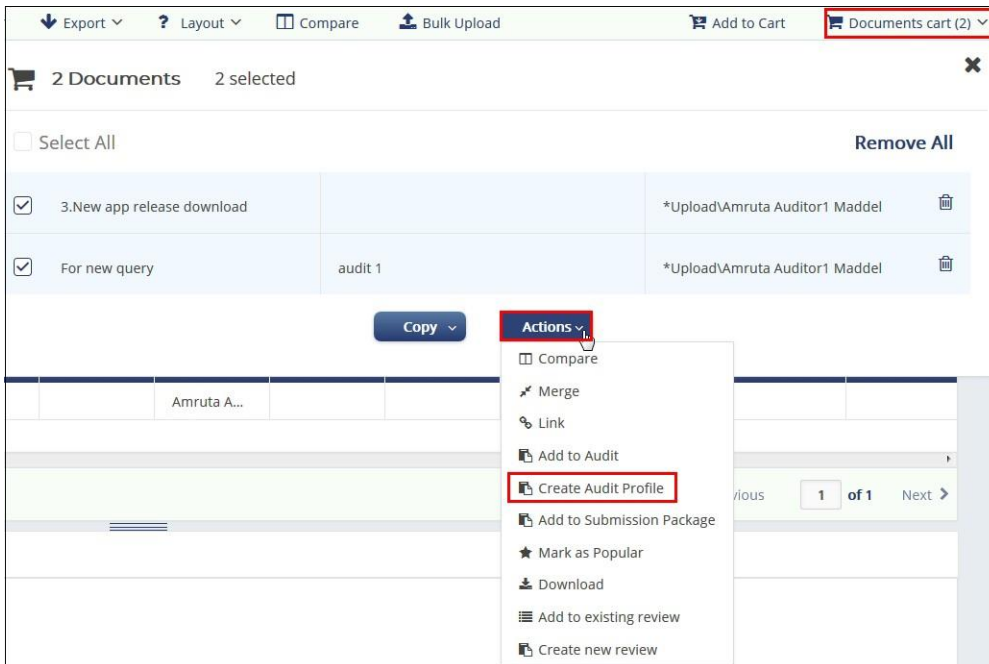 Export ? Layout Compare Bulk Upload Add to Cart Documents cart (2)
2 Documents 2 selected
Select All Remove All
3.New app release download *Upload\Amruta Auditor1 Maddel
For new query audit 1 *Upload\Amruta Auditor1 Maddel
Copy Actions
Compare
Amruta A... Merge
Link
Add to Audit
Create Audit Profile vious 1 of 1 Next
Add to Submission Package
Mark as Popular
Download
Add to existing review
Create new review